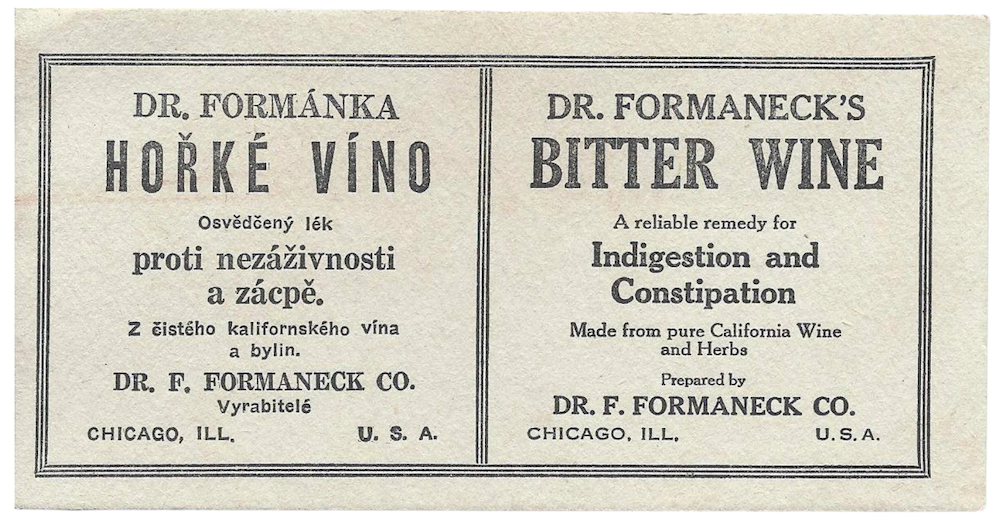 DR. FORMÁNKA
HOŘKÉ VÍNO
Osvědčený lék
proti nezáživnosti
a zácpě.
Z čistého kalifornského vína
a bylin.
DR. F. FORMANECK CO.
Vyrabitelé
CHICAGO, ILL. U. S. A.
DR. FORMANECK'S
BITTER WINE
A reliable remedy for
Indigestion and
Constipation
Made from pure California Wine
and Herbs
Prepared by
DR. F. FORMANECK CO.
CHICAGO, ILL. U.S.A.